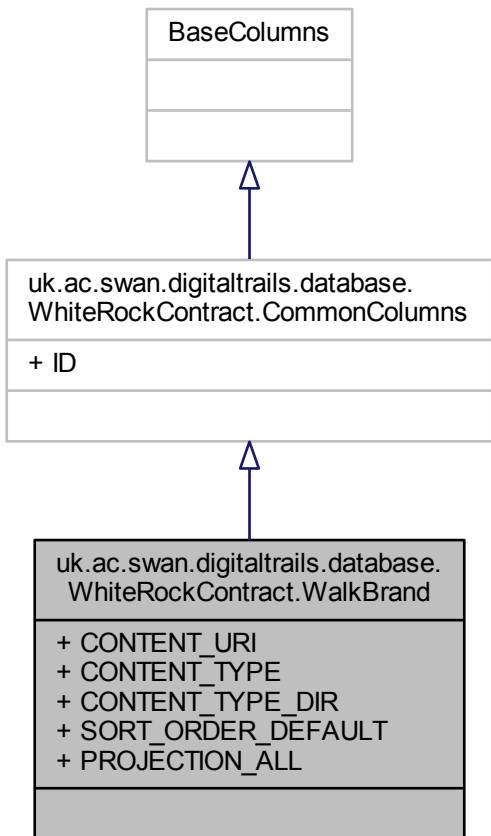 BaseColumns
uk.ac.swan.digitaltrails.database.
WhiteRockContract.CommonColumns
+ ID
uk.ac.swan.digitaltrails.database.
WhiteRockContract.WalkBrand
+ CONTENT_URI
+ CONTENT_TYPE
+ CONTENT_TYPE_DIR
+ SORT_ORDER_DEFAULT
+ PROJECTION_ALL